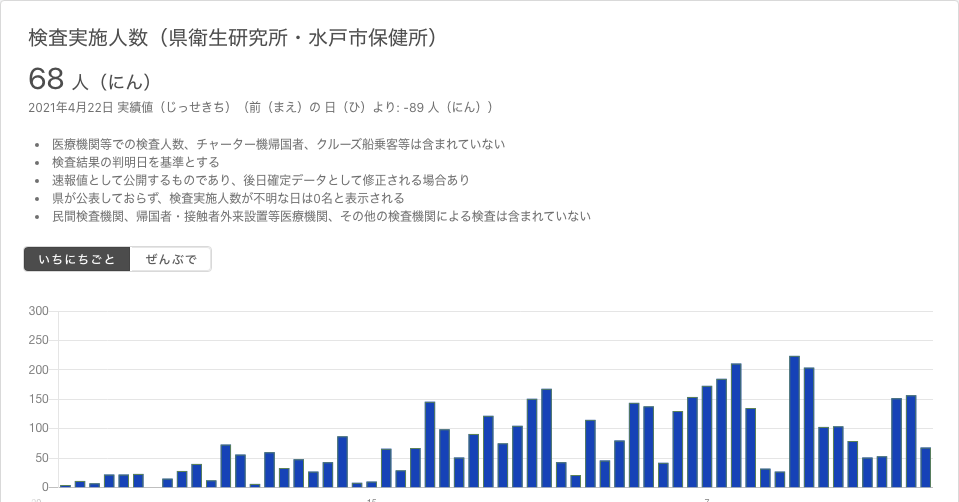 検査実施人数（県衛生研究所・水戸市保健所）
68 人（にん）
2021年4月22日 実績値（じっせきち）（前（まえ）の 日（ひ）より: -89 人（にん））
• 医療機関等での検査人数、チャーター機帰国者、クルーズ船乗客等は含まれていない
• 検査結果の判明日を基準とする
• 速報値として公開するものであり、後日確定データとして修正される場合あり
• 県が公表しておらず、検査実施人数が不明な日は0名と表示される
• 民間検査機関、帰国者・接触者外来設置等医療機関、その他の検査機関による検査は含まれていない
いちにちごと ぜんぶで
300
250
200
150
100
50
0